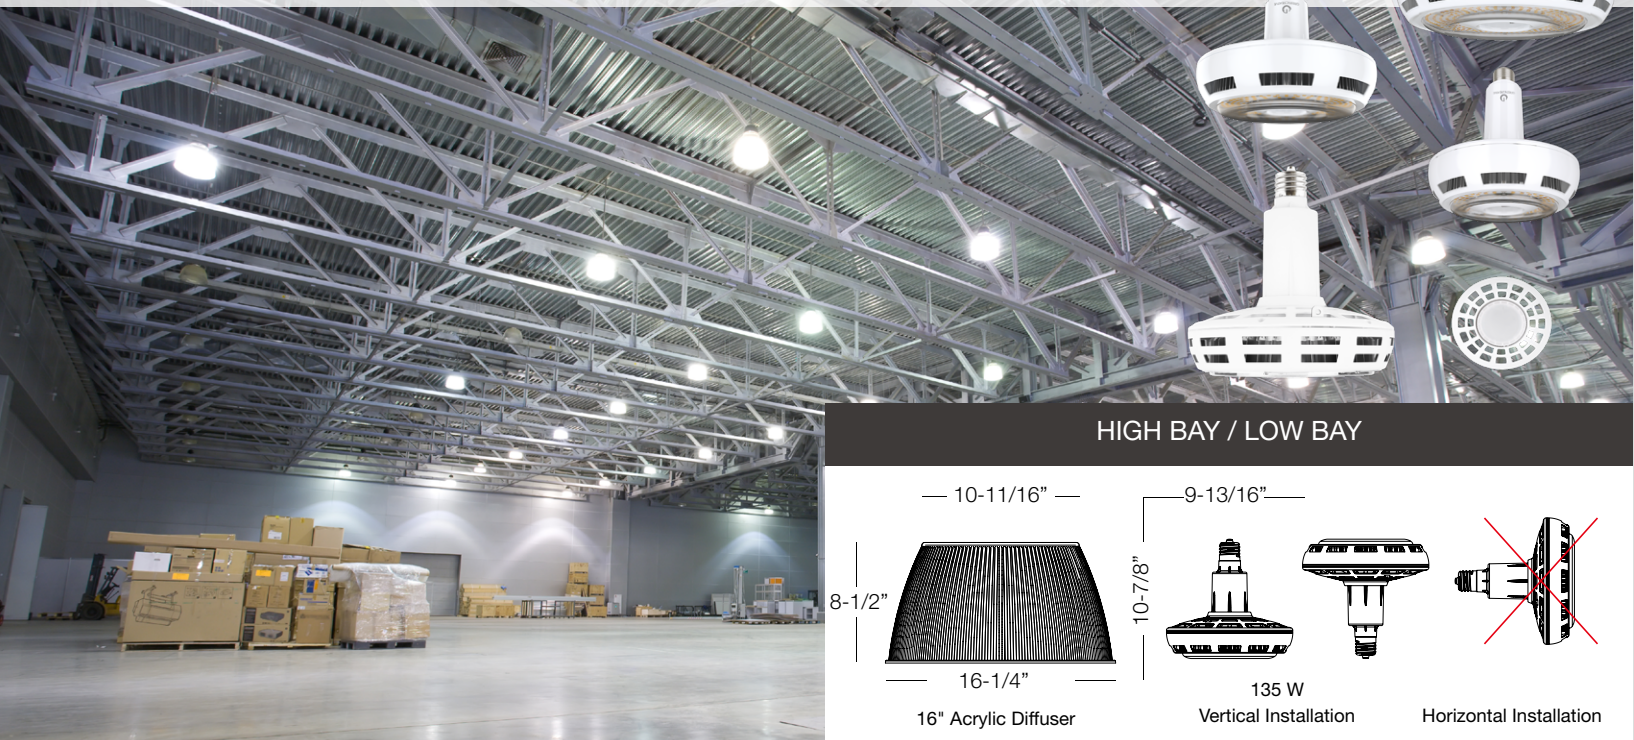 HIGH BAY / LOW BAY
10-11/16”
9-13/16”
8-1/2”
10-7/8”
16-1/4”
16" Acrylic Diffuser
135 W
Vertical Installation
Horizontal Installation